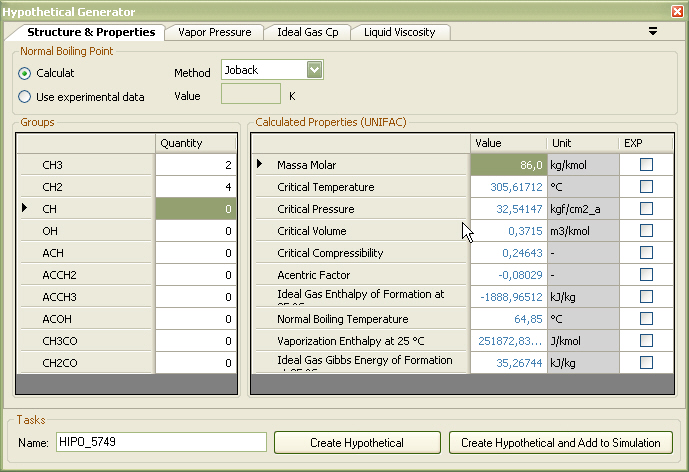 Hypothetical Generator
Structure & Properties Vapor Pressure Ideal Gas Cp Liquid Viscosity
Normal Boiling Point
Calculat Method Joback
Use experimental data Value K
Groups
Quantity
CH3 2
CH2 4
CH 0
OH 0
ACH 0
ACCH2 0
ACCH3 0
ACOH 0
CH3CO 0
CH2CO 0
Calculated Properties (UNIFAC)
Value Unit EXP
Massa Molar 86,0 kg/kmol
Critical Temperature 305,61712 °C
Critical Pressure 32,54147 kgf/cm2_a
Critical Volume 0,3715 m3/kmol
Critical Compressibility 0,24643 -
Acentric Factor -0,08029 -
Ideal Gas Enthalpy of Formation at
25 °C
-1888,96512 kJ/kg
Normal Boiling Temperature 64,85 °C
Vaporization Enthalpy at 25 °C 251872,83... J/kmol
Ideal Gas Gibbs Energy of Formation
at 25 °C
35,26744 kJ/kg
Tasks
Name: HIPO_5749 Create Hypothetical Create Hypothetical and Add to Simulation